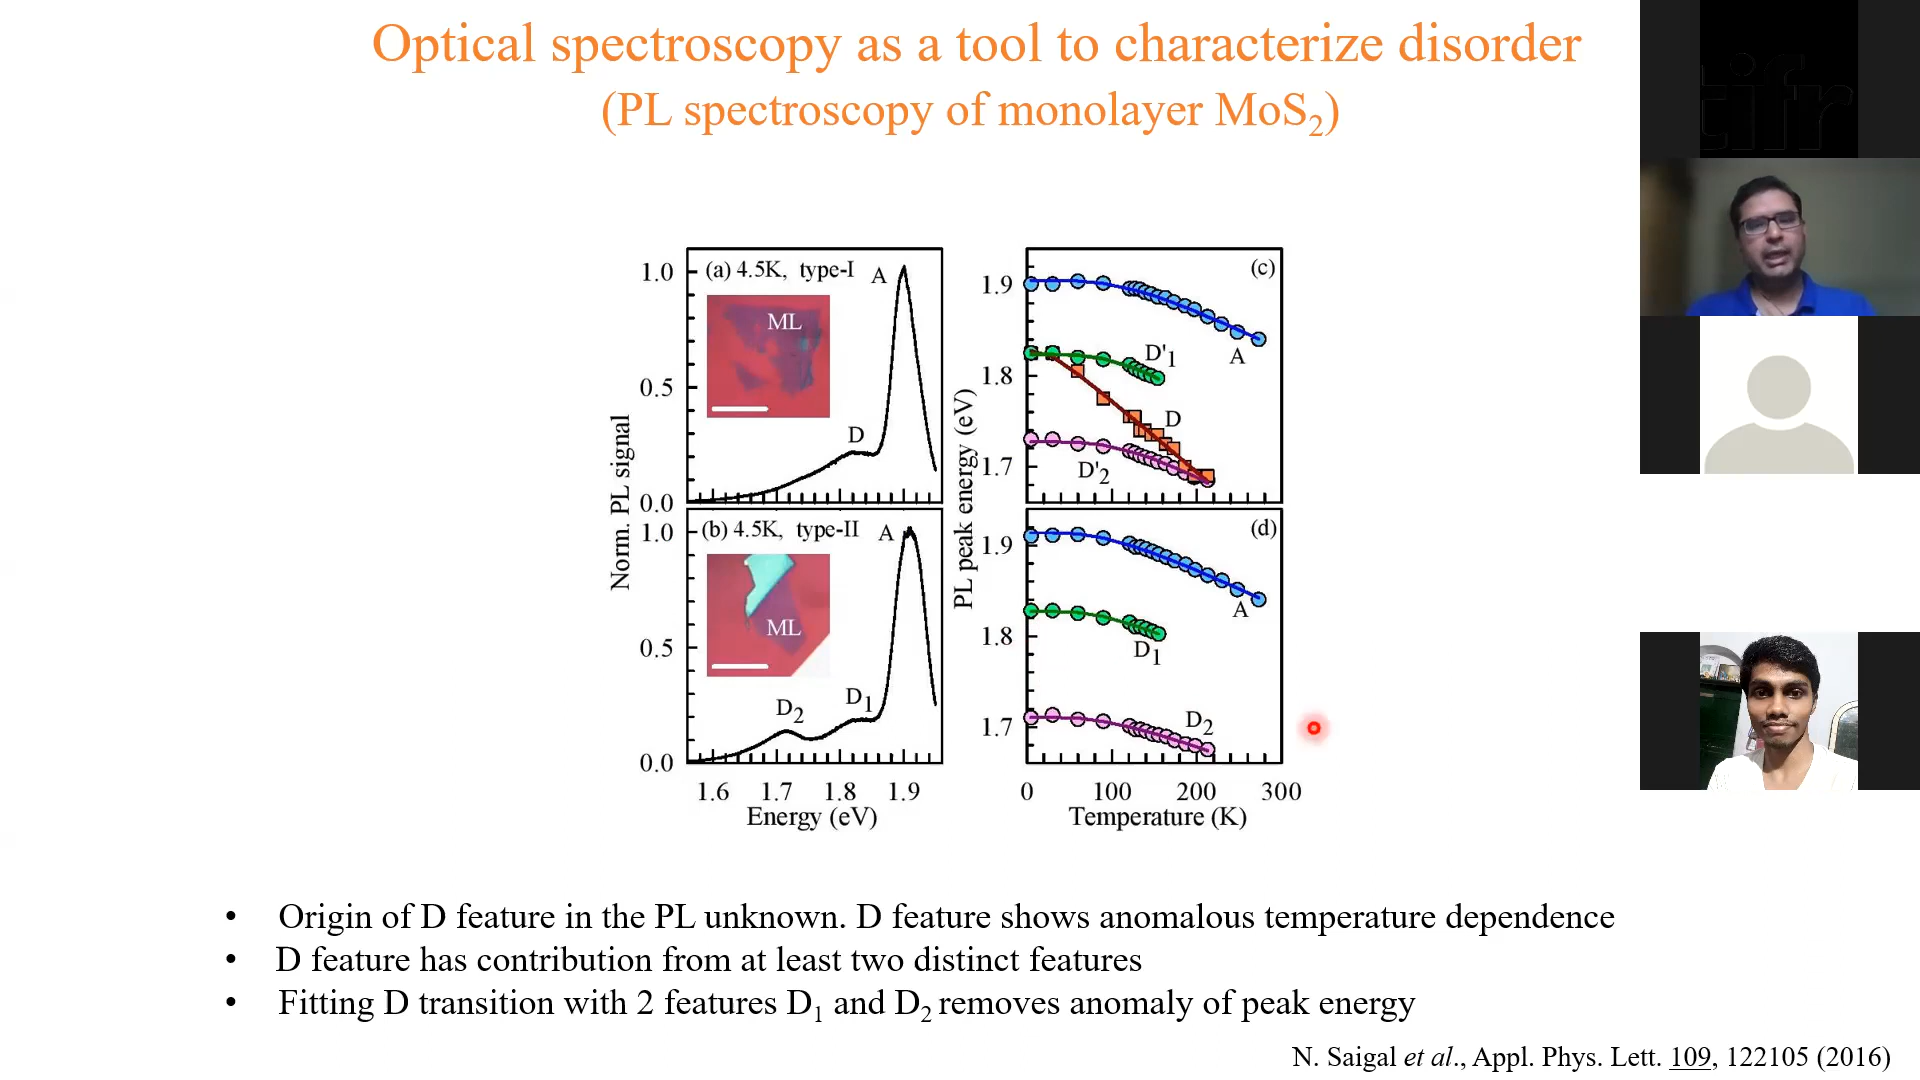 Optical spectroscopy as a tool to characterize disorder
(PL spectroscopy of monolayer MoS2)
tifr
Norm. PL signal
1.0
0.5
0.0
(a) 4.5K, type-I
A
ML
D
1.0
0.5
0.0
(b) 4.5K, type-II
A
ML
D2
D1
1.6 1.7 1.8 1.9
Energy (eV)
PL peak energy (eV)
1.9
1.8
1.7
(c)
A
D'1
D
D'2
1.9
1.8
1.7
(d)
A
D1
D2
0 100 200 300
Temperature (K)
• Origin of D feature in the PL unknown. D feature shows anomalous temperature dependence
• D feature has contribution from at least two distinct features
• Fitting D transition with 2 features D1 and D2 removes anomaly of peak energy
N. Saigal et al., Appl. Phys. Lett. 109, 122105 (2016)